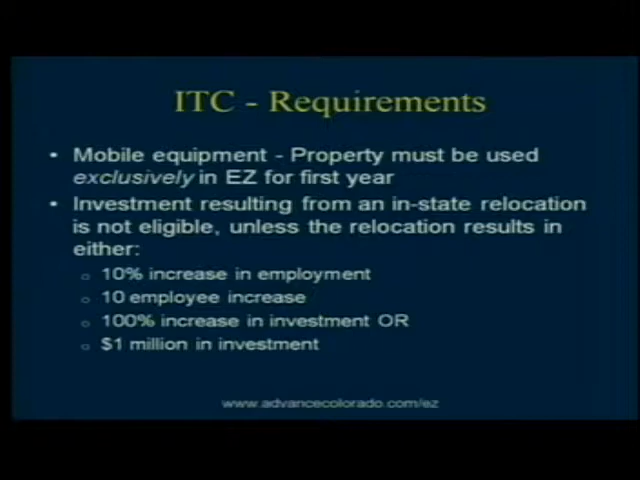 ITC - Requirements
• Mobile equipment - Property must be used
exclusively in EZ for first year
• Investment resulting from an in-state relocation
is not eligible, unless the relocation results in
either:
o 10% increase in employment
o 10 employee increase
o 100% increase in investment OR
o $1 million in investment
www.advancecolorado.com/ez